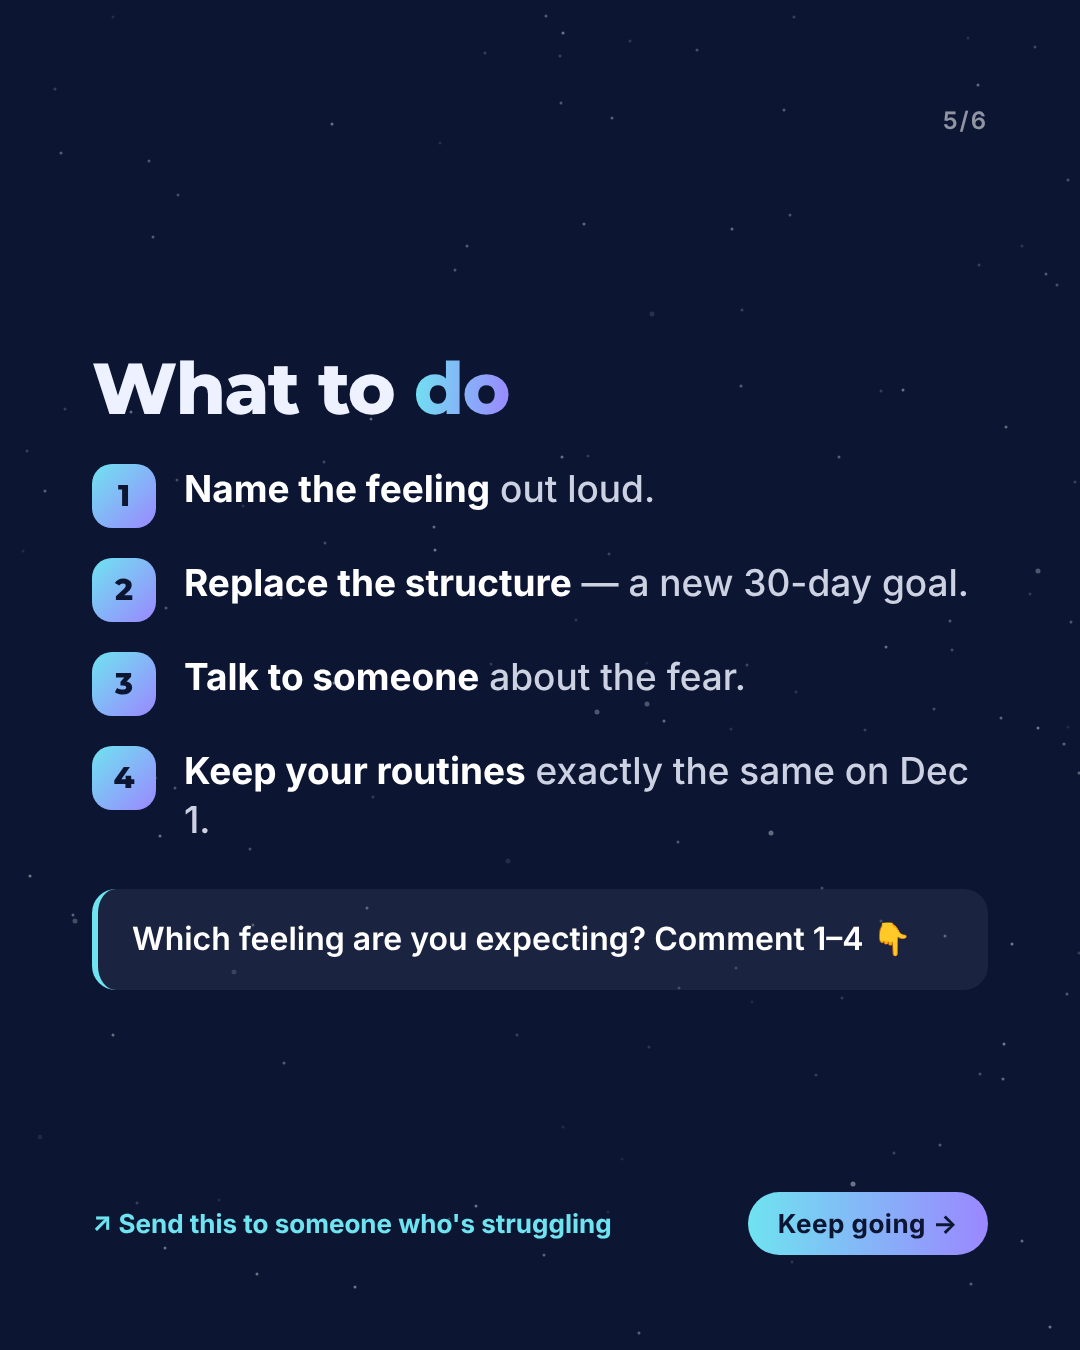 5/6
What to do
1 Name the feeling out loud.
2 Replace the structure — a new 30-day goal.
3 Talk to someone about the fear.
4 Keep your routines exactly the same on Dec
1.
Which feeling are you expecting? Comment 1–4 👇
↗ Send this to someone who's struggling
Keep going →